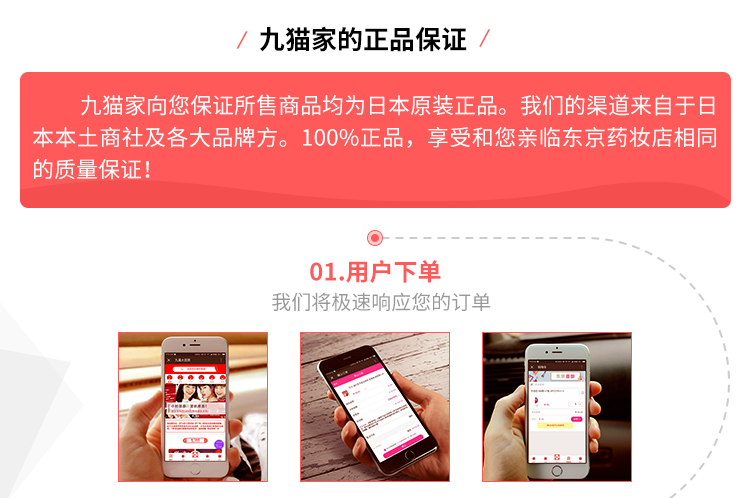 九猫家的正品保证
九猫家向您保证所售商品均为日本原装正品。我们的渠道来自于日
本本土商社及各大品牌方。100%正品，享受和您亲临东京药妆店相同
的质量保证！
01.用户下单
我们将极速响应您的订单